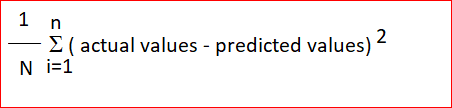 1 n
Σ ( actual values - predicted values) 2
N i=1